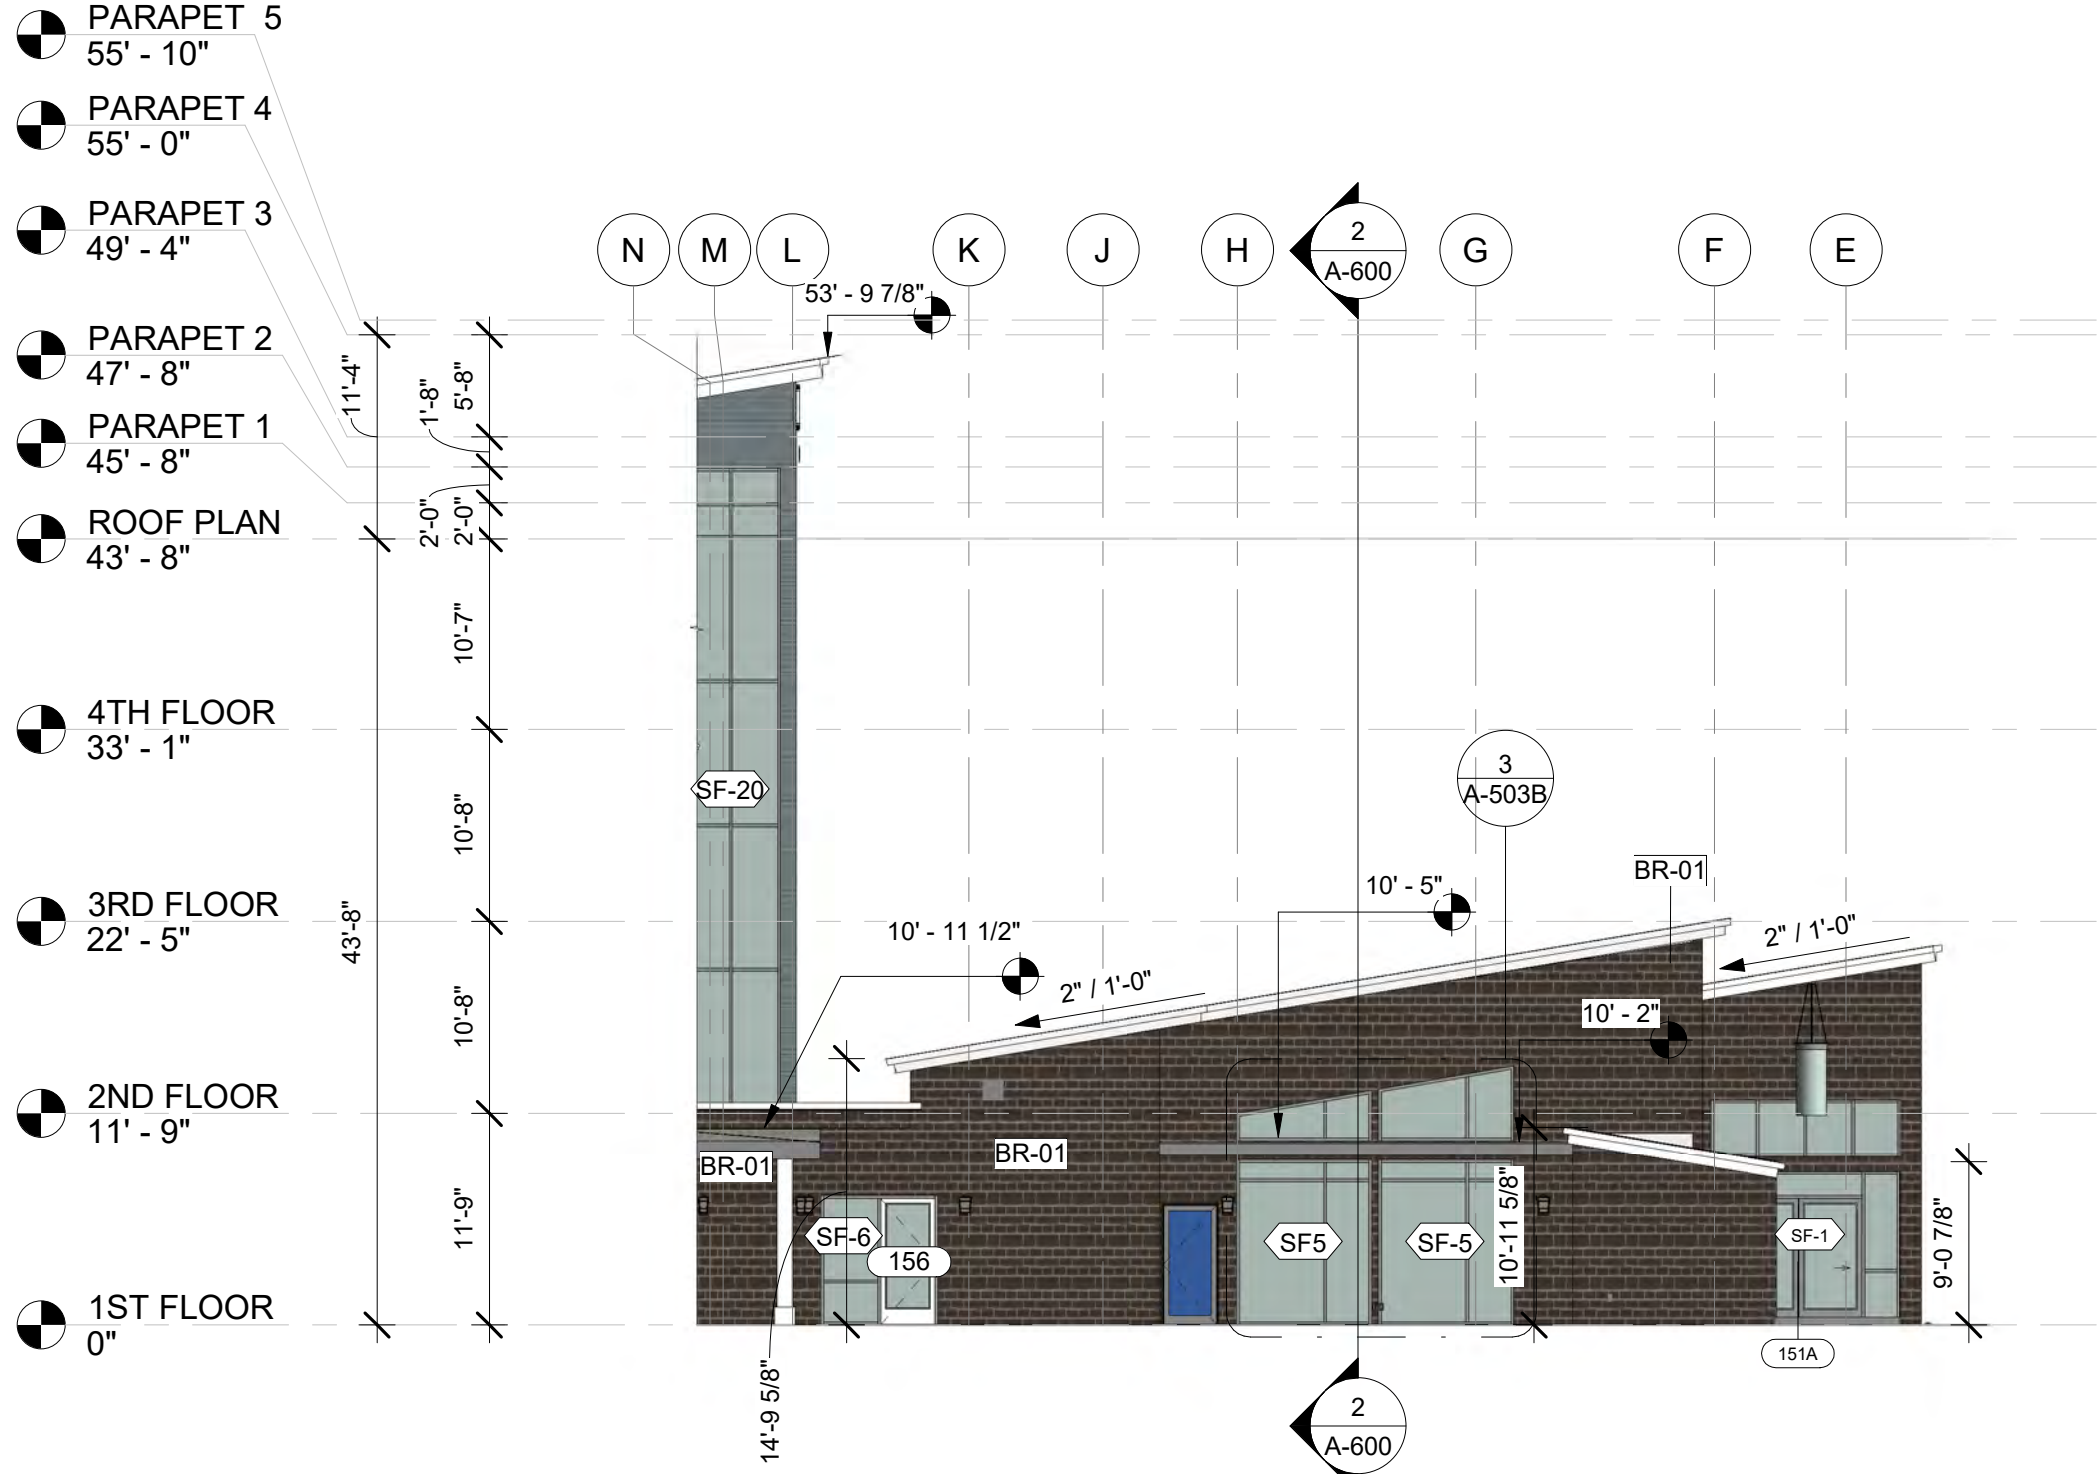 PARAPET 5
55' - 10"
PARAPET 4
55' - 0"
PARAPET 3
49' - 4"
PARAPET 2
47' - 8"
PARAPET 1
45' - 8"
ROOF PLAN
43' - 8"
4TH FLOOR
33' - 1"
3RD FLOOR
22' - 5"
2ND FLOOR
11' - 9"
1ST FLOOR
0"
11'-4"
43'-8"
1'-8"
2'-0"
5'-8"
2'-0"
10'-7"
10'-8"
10'-8"
11'-9"
N
M
L
K
J
H
2
A-600
G
F
E
53' - 9 7/8"
SF-20
3
A-503B
BR-01
10' - 5"
10' - 11 1/2"
2" / 1'-0"
2" / 1'-0"
10' - 2"
BR-01
BR-01
SF-6
156
SF5
SF-5
10'-11 5/8"
SF-1
9'-0 7/8"
151A
14'-9 5/8"
2
A-600